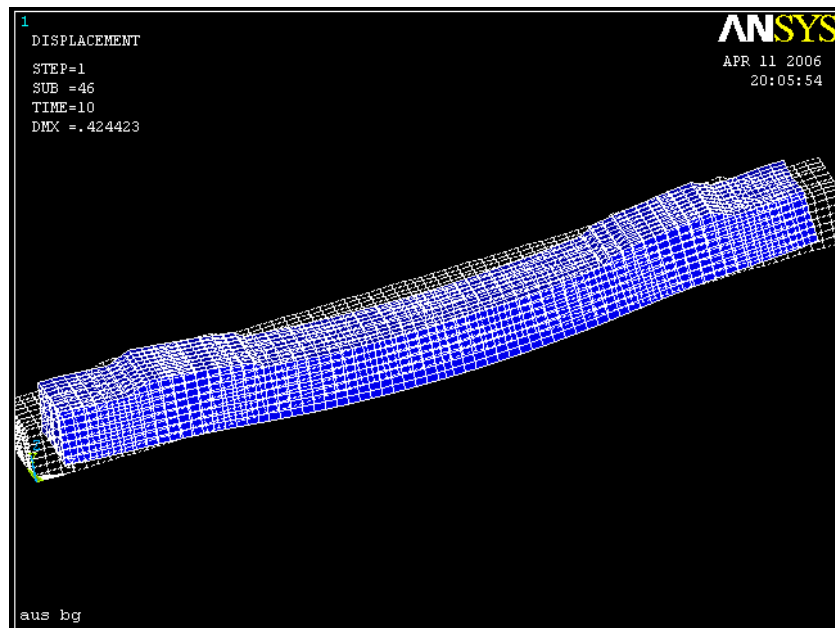 1
DISPLACEMENT
STEP=1
SUB =46
TIME=10
DMX =.424423
ANSYS
APR 11 2006
20:05:54
aus bg